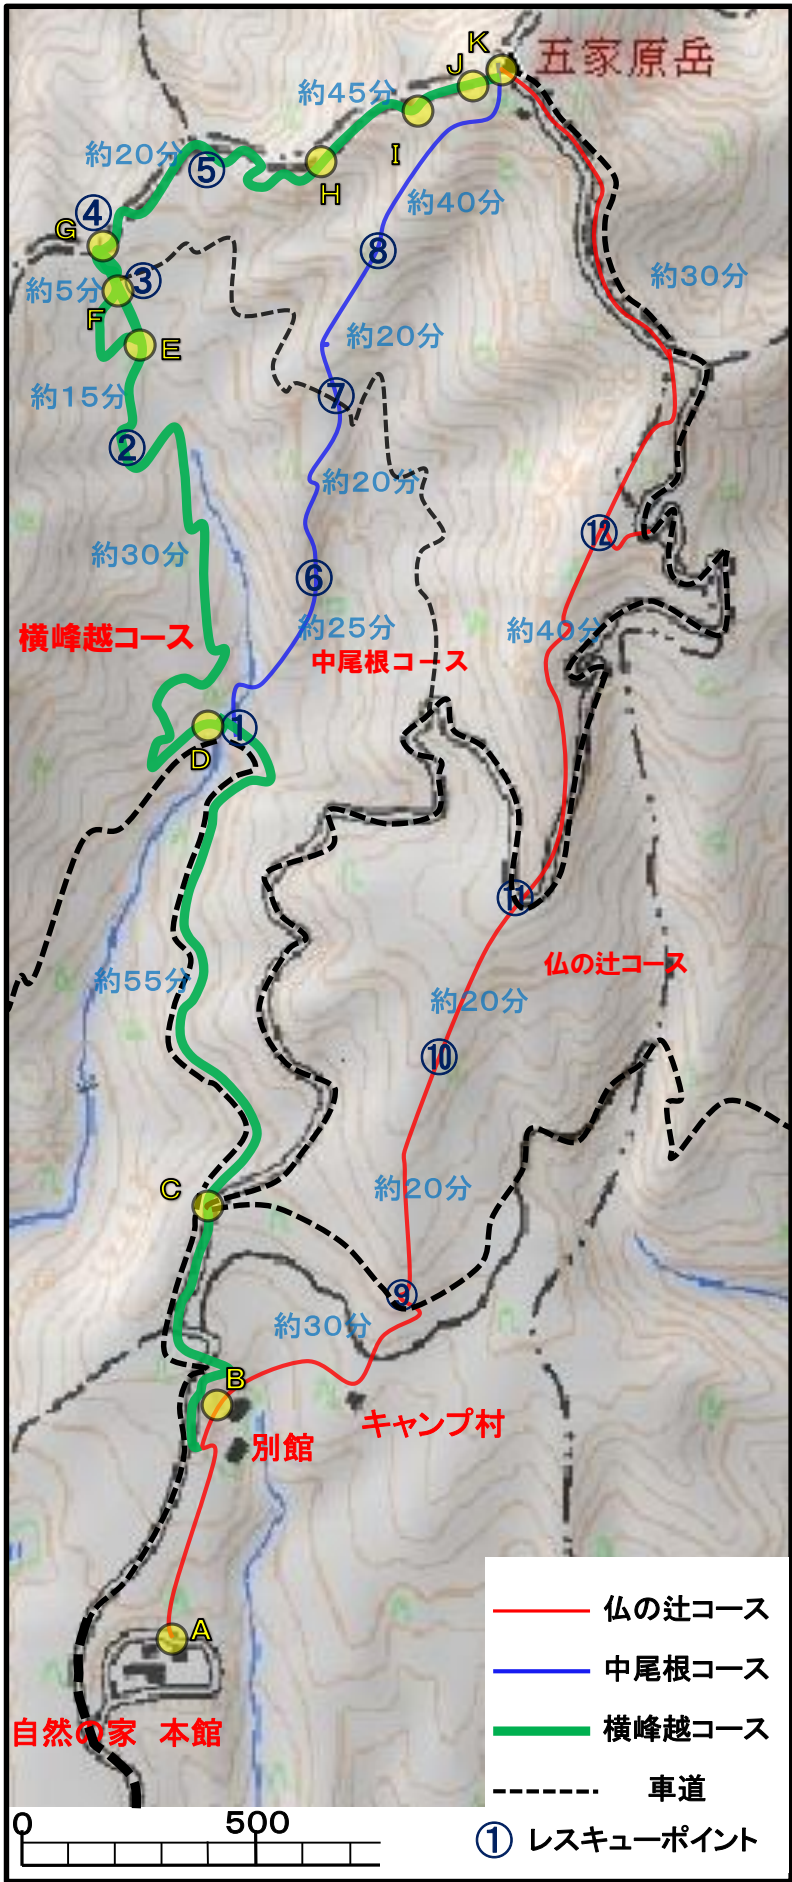 K
五家原岳
J
約45分
I
約20分
⑤
H
約40分
④
G
⑧
約30分
約5分
③
F
E
約20分
約15分
⑦
②
約20分
⑫
約30分
⑥
約25分
約40分
横峰越コース
中尾根コース
①
D
⑪
仏の辻コース
約55分
約20分
⑩
C
約20分
⑨
約30分
B
キャンプ村
別館
A
自然の家 本館
仏の辻コース
中尾根コース
横峰越コース
車道
① レスキューポイント
0 500